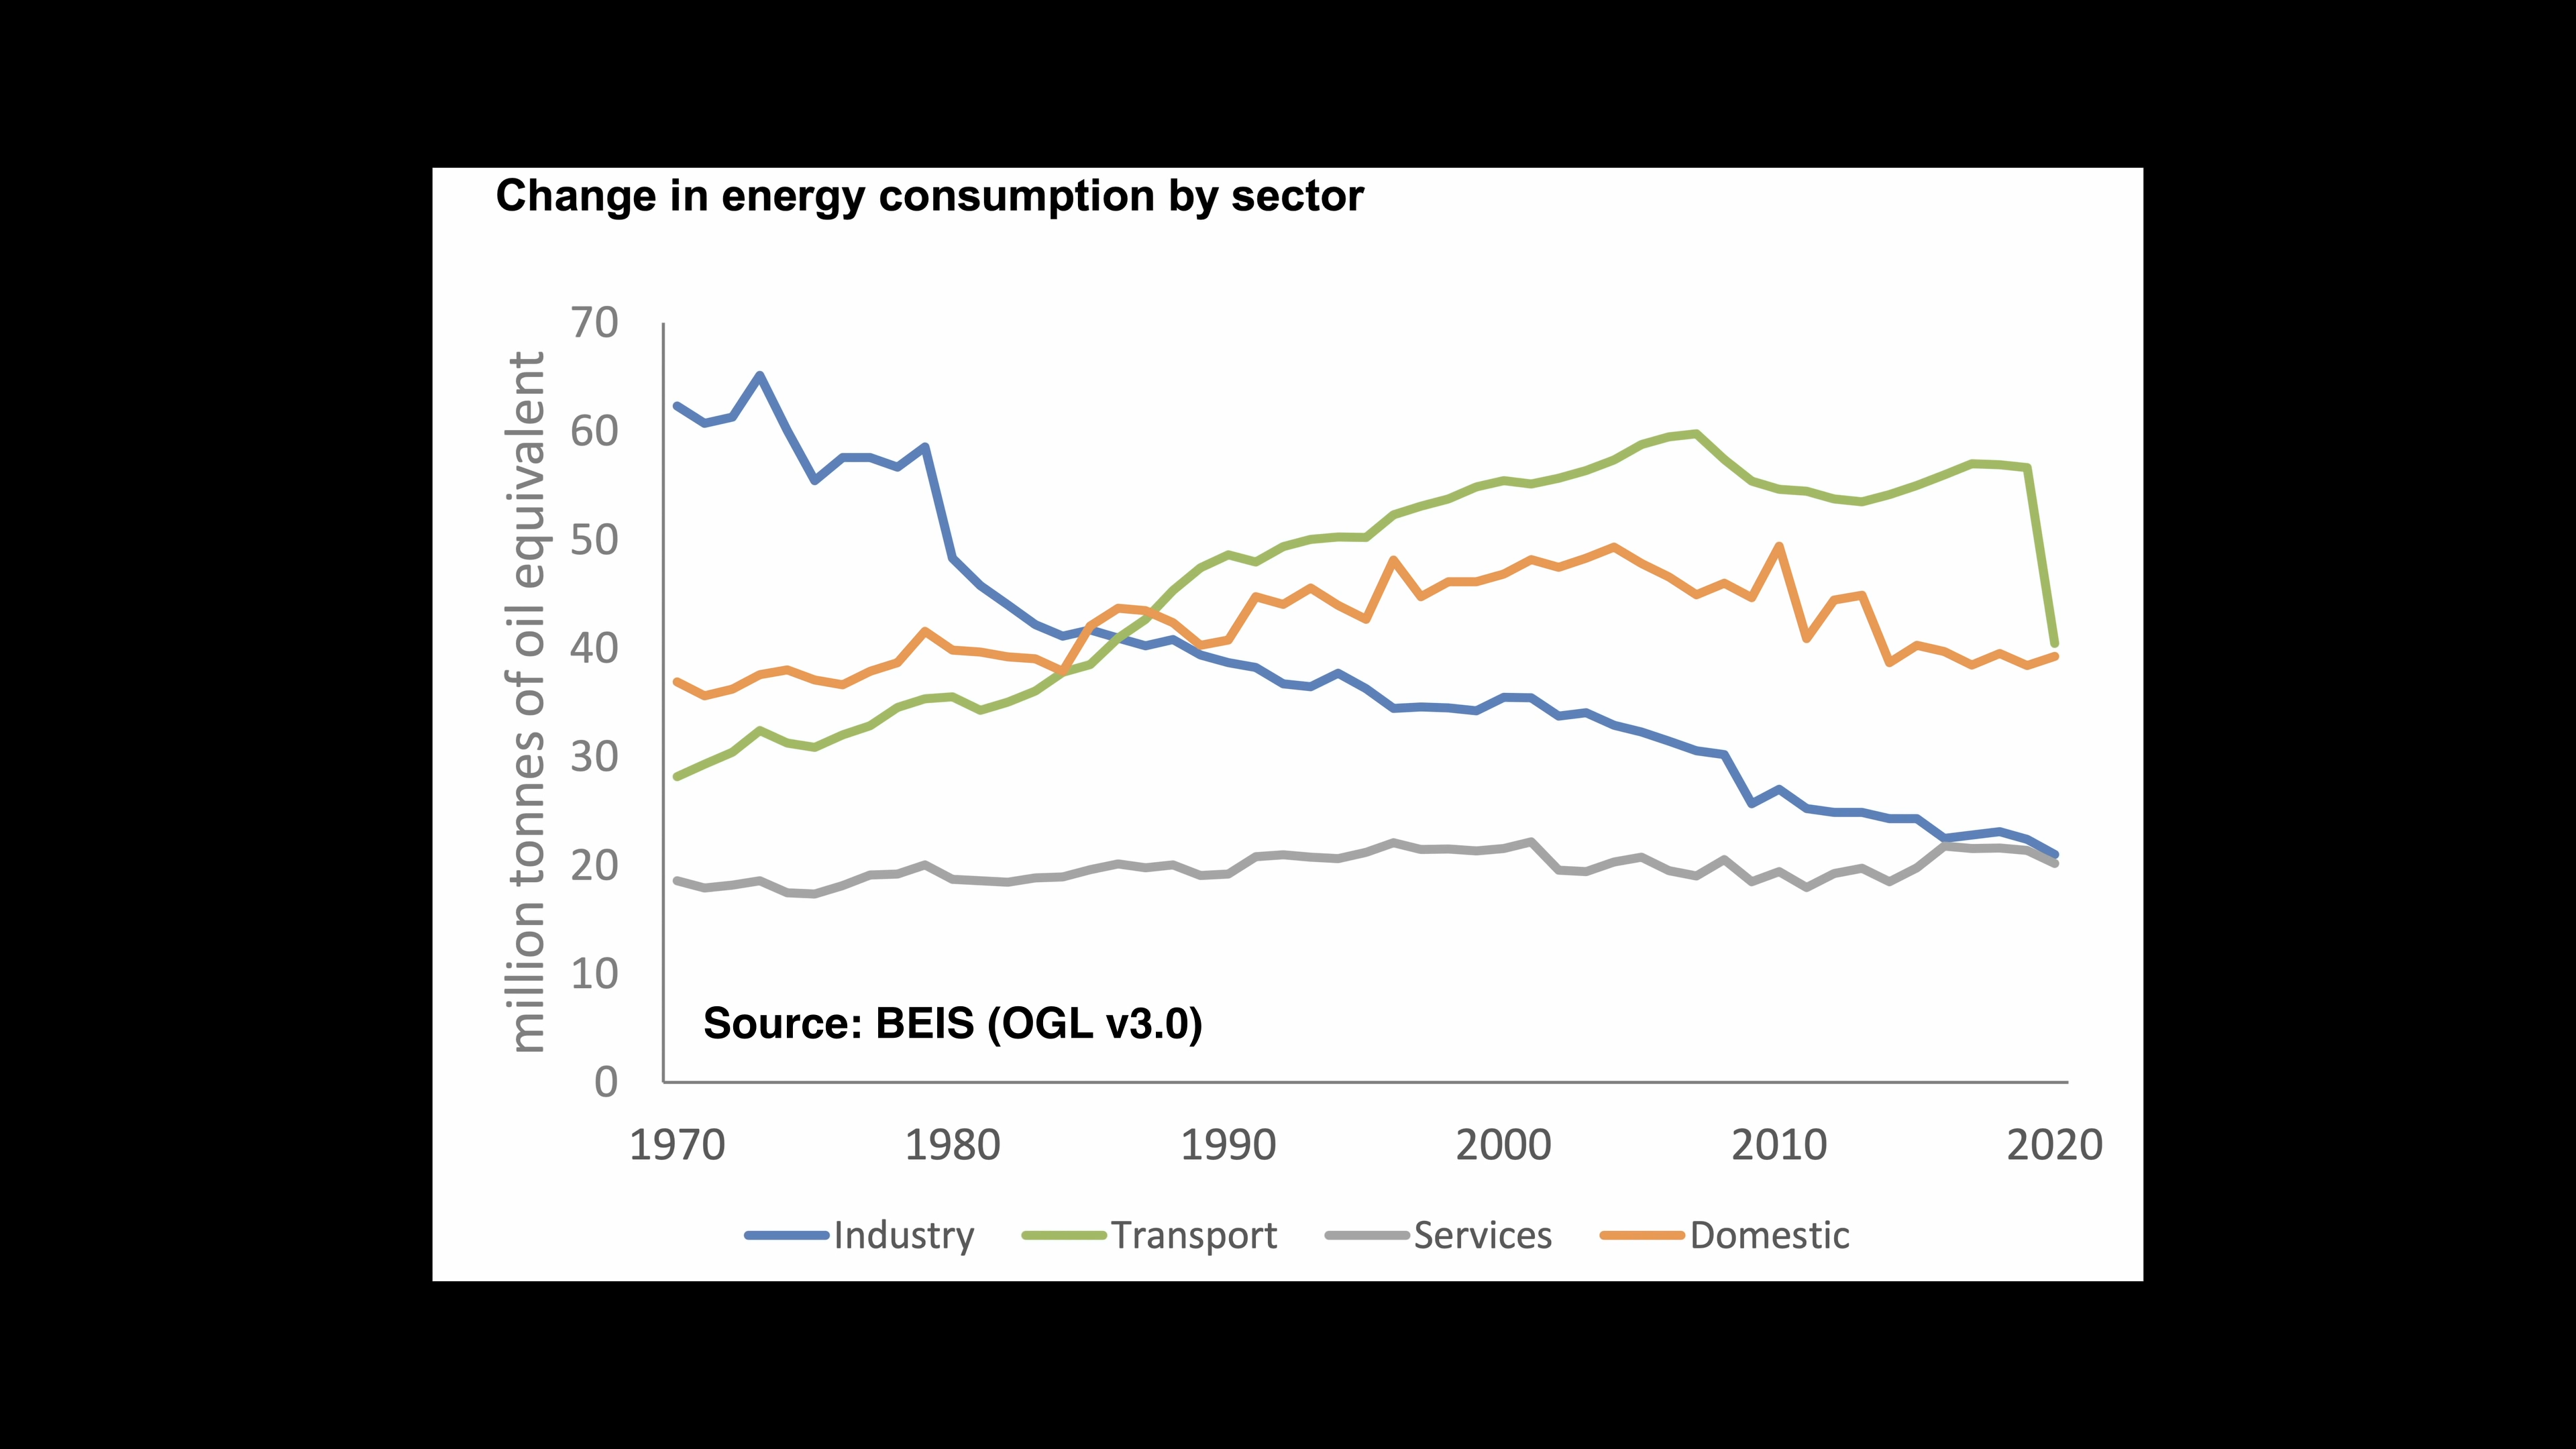 Change in energy consumption by sector
million tonnes of oil equivalent
70
60
50
40
30
20
10
0
Source: BEIS (OGL v3.0)
1970 1980 1990 2000 2010 2020
Industry Transport Services Domestic